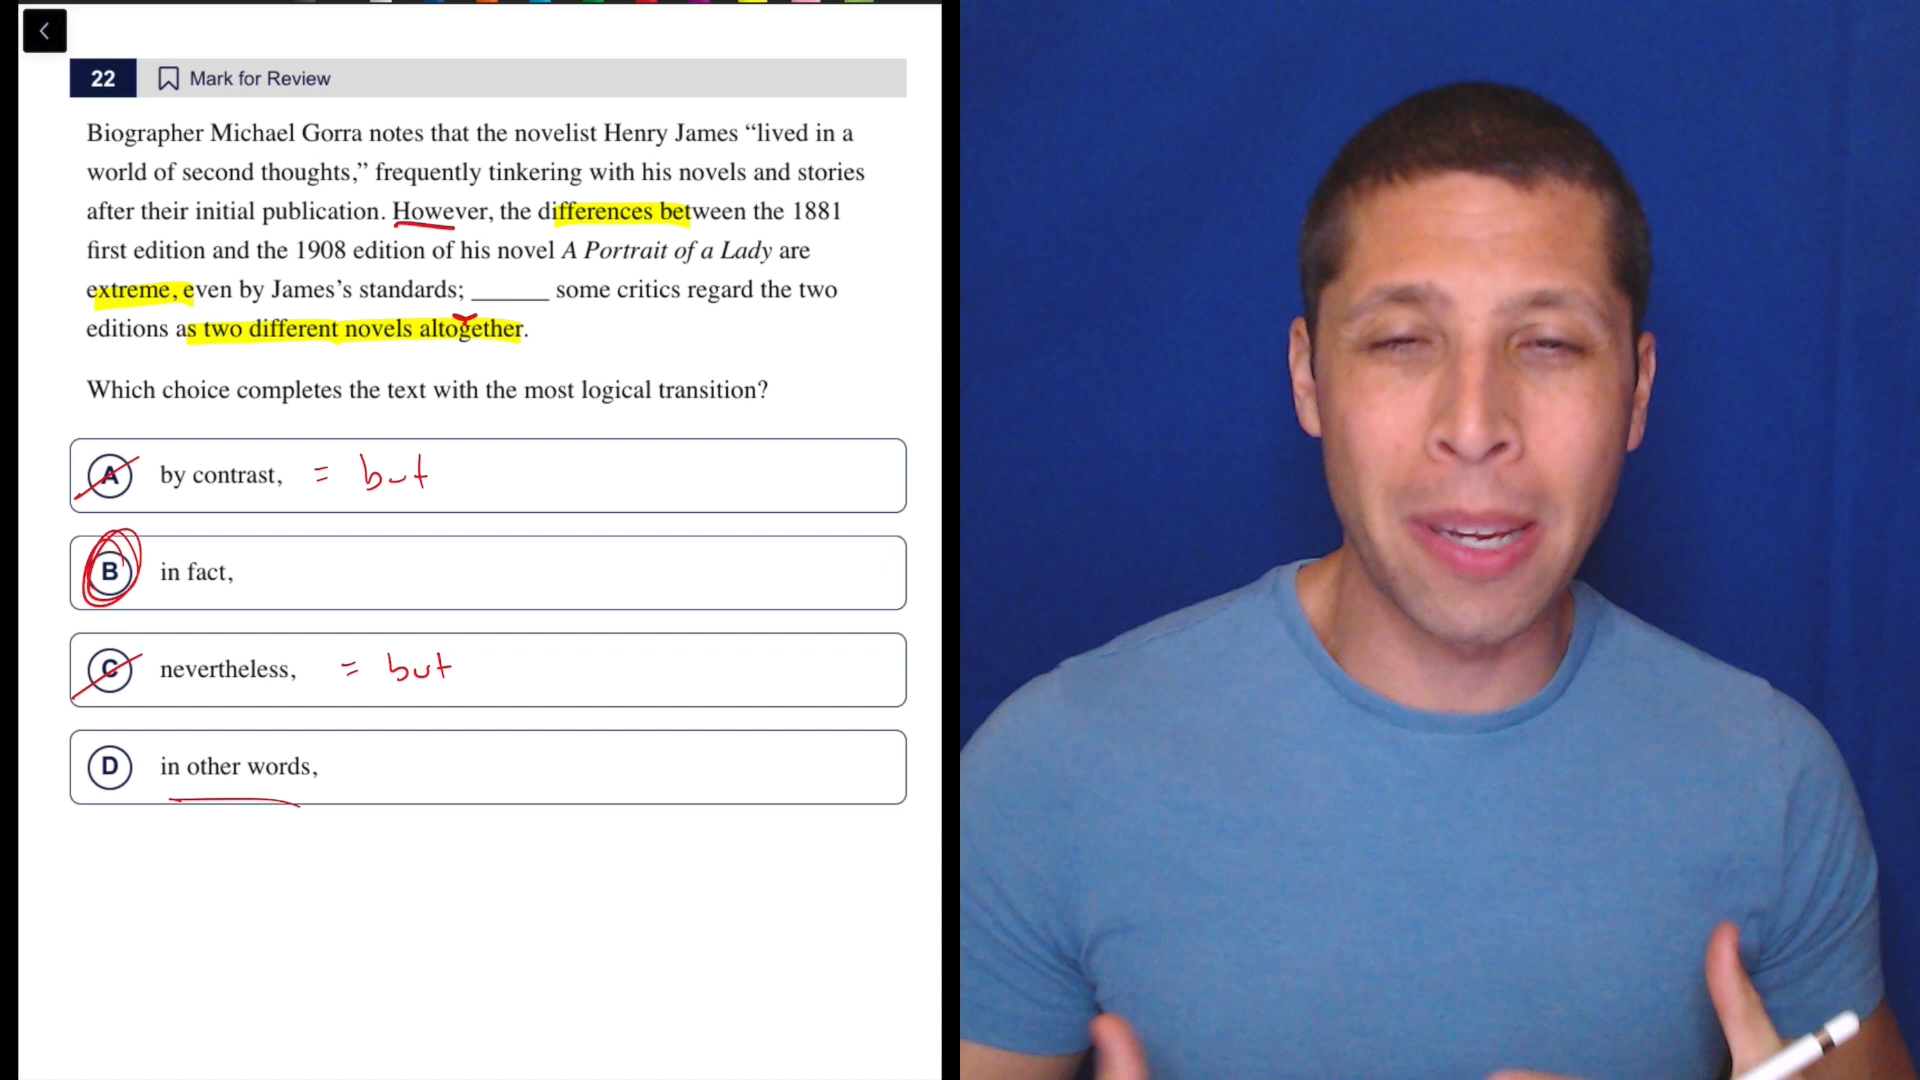 22 Mark for Review
Biographer Michael Gorra notes that the novelist Henry James “lived in a
world of second thoughts,” frequently tinkering with his novels and stories
after their initial publication. However, the differences between the 1881
first edition and the 1908 edition of his novel A Portrait of a Lady are
extreme, even by James’s standards; ______ some critics regard the two
editions as two different novels altogether.
Which choice completes the text with the most logical transition?
A by contrast, = but
B in fact,
C nevertheless, = but
D in other words,